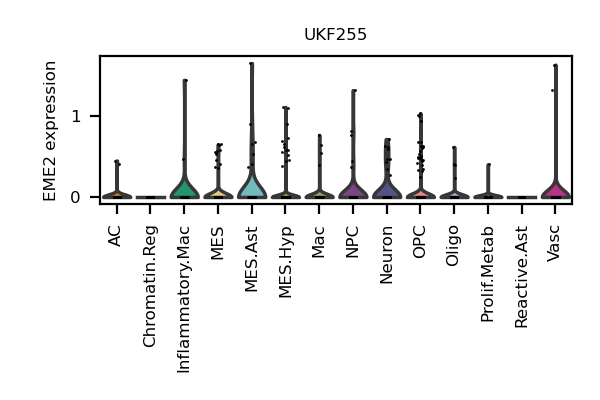 UKF255
EME2 expression
1
0
AC
Chromatin.Reg
Inflammatory.Mac
MES
MES.Ast
MES.Hyp
Mac
NPC
Neuron
OPC
Oligo
Prolif.Metab
Reactive.Ast
Vasc